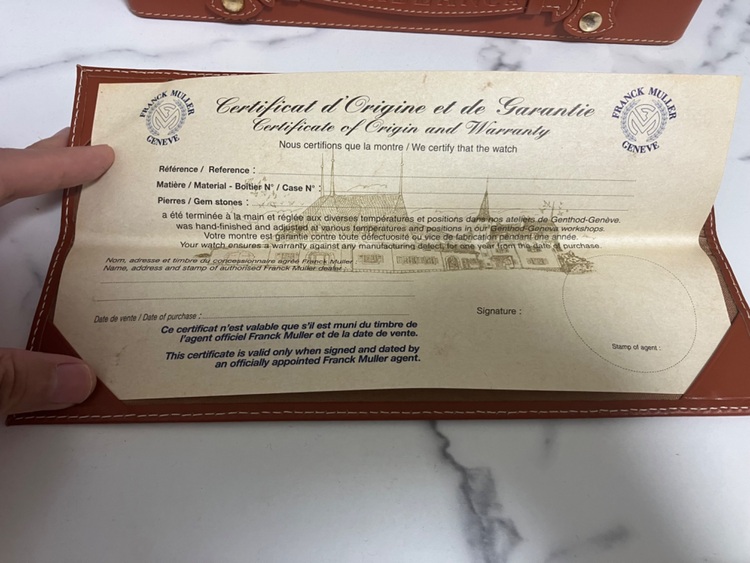 FRANCK MULLER
GENEVE
Certificat d'Origine et de Garantie
Certificate of Origin and Warranty
FRANCK MULLER
GENEVE
Nous certifions que la montre / We certify that the watch
Référence / Reference :
Matière / Material - Boîtier N° / Case N° :
Pierres / Gem stones :
a été terminée à la main et réglée aux diverses températures et positions dans nos ateliers de Genthod-Genève.
was hand-finished and adjusted at various temperatures and positions in our Genthod-Geneva workshops.
Votre montre est garantie contre toute défectuosité ou vice de fabrication pendant une année.
Your watch ensures a warranty against any manufacturing defect, for one year from the date of purchase.
Nom, adresse et timbre du concessionnaire agréé Franck Muller
Name, address and stamp of authorised Franck Muller dealer
Date de vente / Date of purchase :
Signature :
Ce certificat n'est valable que s'il est muni du timbre de
l'agent officiel Franck Muller et de la date de vente.
Stamp of agent :
This certificate is valid only when signed and dated by
an officially appointed Franck Muller agent.